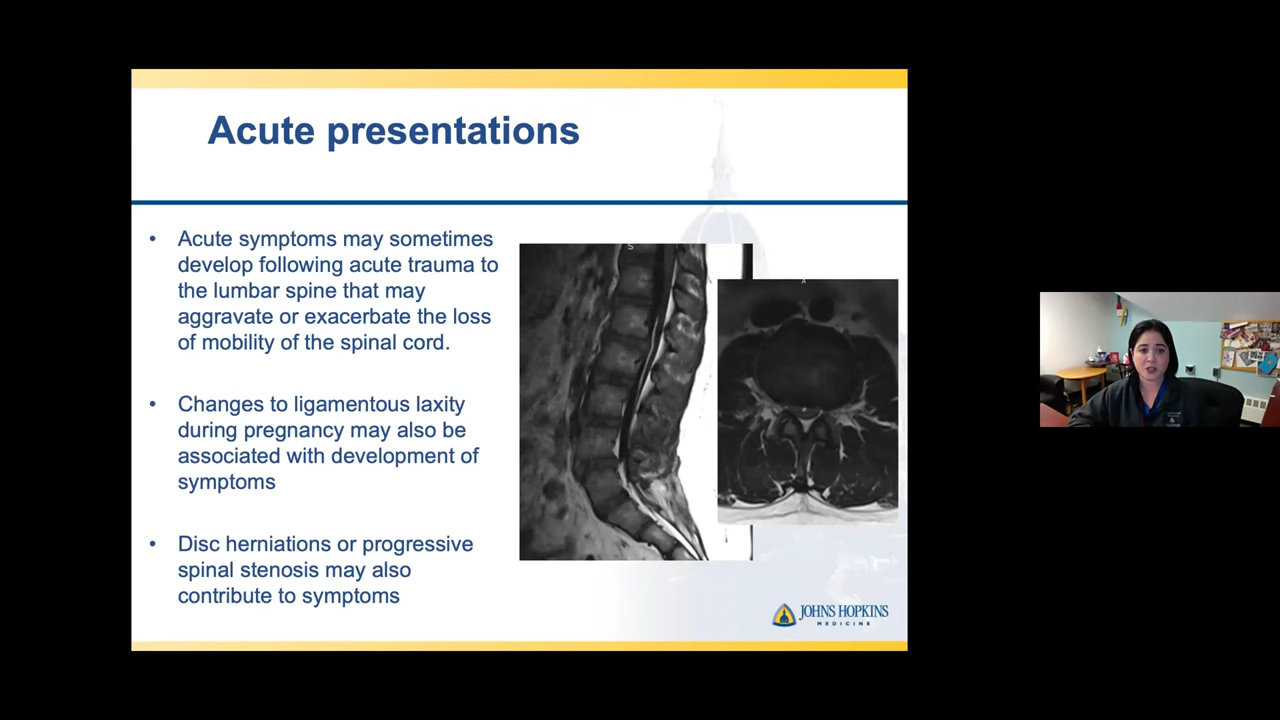 Acute presentations
• Acute symptoms may sometimes
develop following acute trauma to
the lumbar spine that may
aggravate or exacerbate the loss
of mobility of the spinal cord.
• Changes to ligamentous laxity
during pregnancy may also be
associated with development of
symptoms
• Disc herniations or progressive
spinal stenosis may also
contribute to symptoms
S
A
JOHNS HOPKINS
MEDICINE